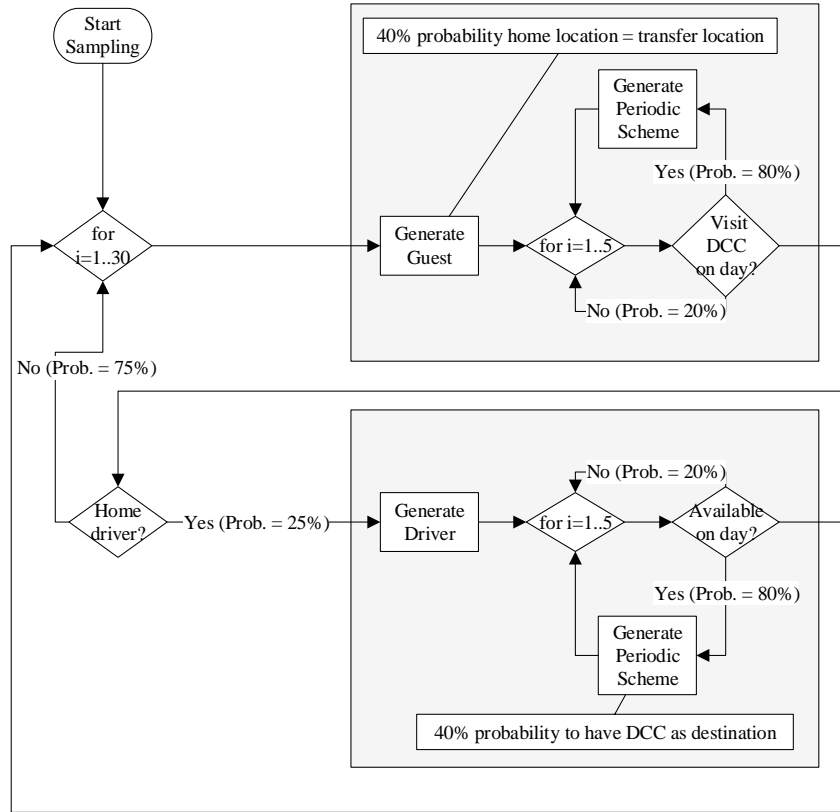 Start
Sampling
40% probability home location = transfer location
Generate
Periodic
Scheme
Yes (Prob. = 80%)
for
i=1..30
Generate
Guest
for i=1..5
Visit
DCC
on day?
No (Prob. = 20%)
No (Prob. = 75%)
Home
driver?
Yes (Prob. = 25%)
Generate
Driver
No (Prob. = 20%)
for i=1..5
Available
on day?
Yes (Prob. = 80%)
Generate
Periodic
Scheme
40% probability to have DCC as destination